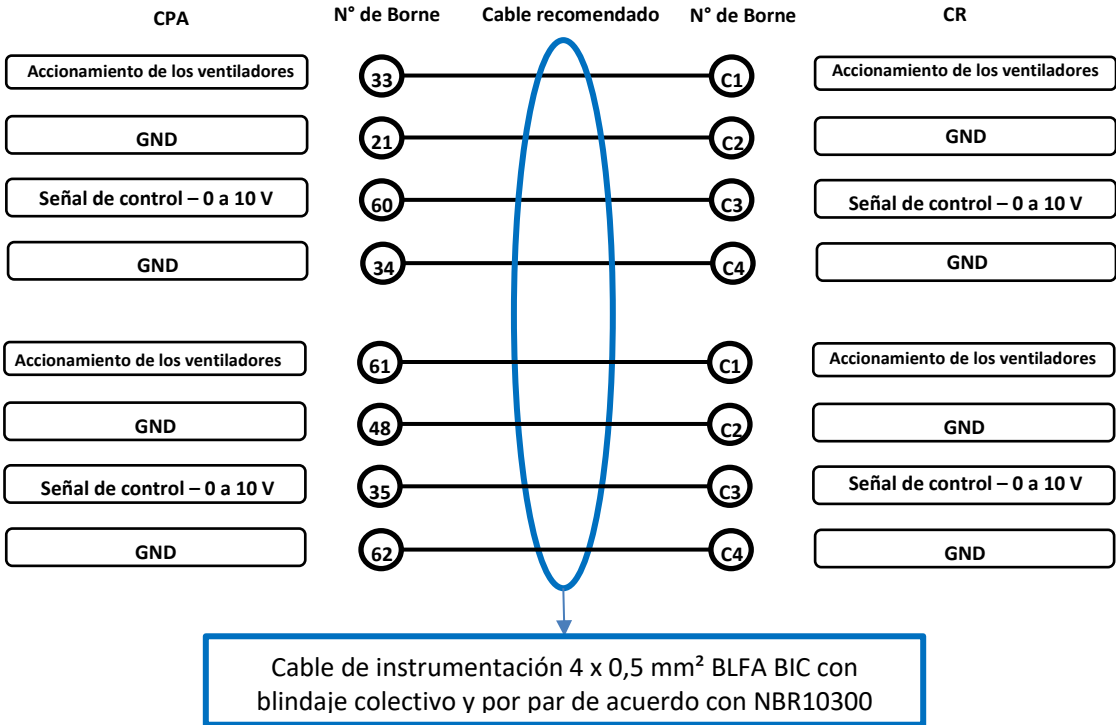 CPA N° de Borne Cable recomendado N° de Borne CR
Accionamiento de los ventiladores 33 C1 Accionamiento de los ventiladores
GND 21 C2 GND
Señal de control – 0 a 10 V 60 C3 Señal de control – 0 a 10 V
GND 34 C4 GND
Accionamiento de los ventiladores 61 C1 Accionamiento de los ventiladores
GND 48 C2 GND
Señal de control – 0 a 10 V 35 C3 Señal de control – 0 a 10 V
GND 62 C4 GND
Cable de instrumentación 4 x 0,5 mm² BLFA BIC con
blindaje colectivo y por par de acuerdo con NBR10300